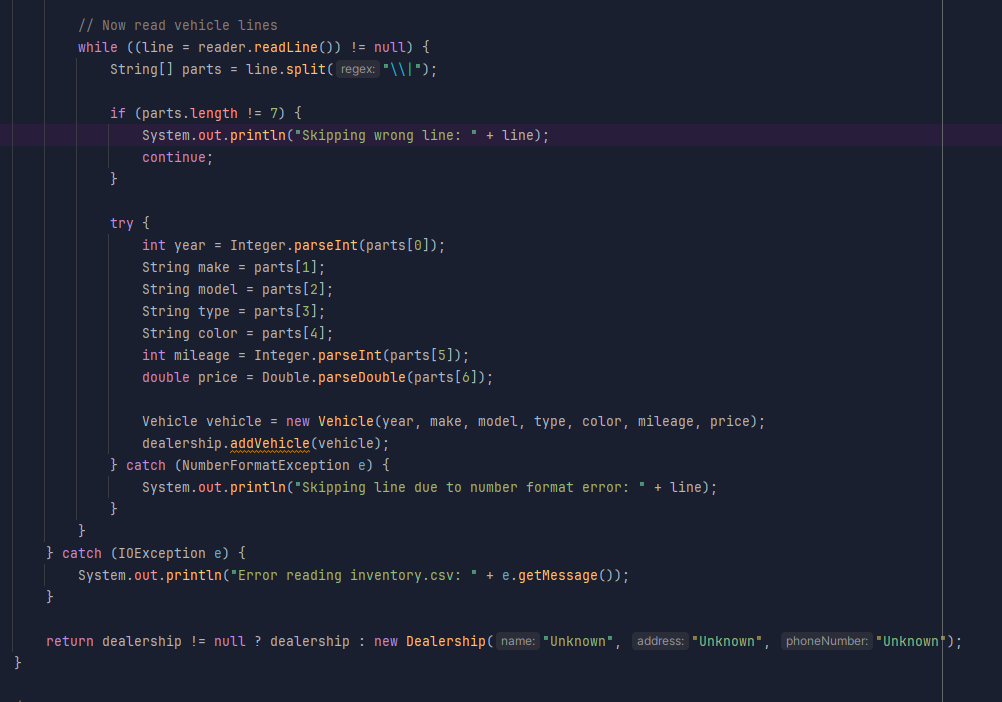 // Now read vehicle lines
while ((line = reader.readLine()) != null) {
String[] parts = line.split( regex: "\\|");
if (parts.length != 7) {
System.out.println("Skipping wrong line: " + line);
continue;
}
try {
int year = Integer.parseInt(parts[0]);
String make = parts[1];
String model = parts[2];
String type = parts[3];
String color = parts[4];
int mileage = Integer.parseInt(parts[5]);
double price = Double.parseDouble(parts[6]);
Vehicle vehicle = new Vehicle(year, make, model, type, color, mileage, price);
dealership.addVehicle(vehicle);
} catch (NumberFormatException e) {
System.out.println("Skipping line due to number format error: " + line);
}
}
} catch (IOException e) {
System.out.println("Error reading inventory.csv: " + e.getMessage());
}
return dealership != null ? dealership : new Dealership( name: "Unknown", address: "Unknown", phoneNumber: "Unknown");
}